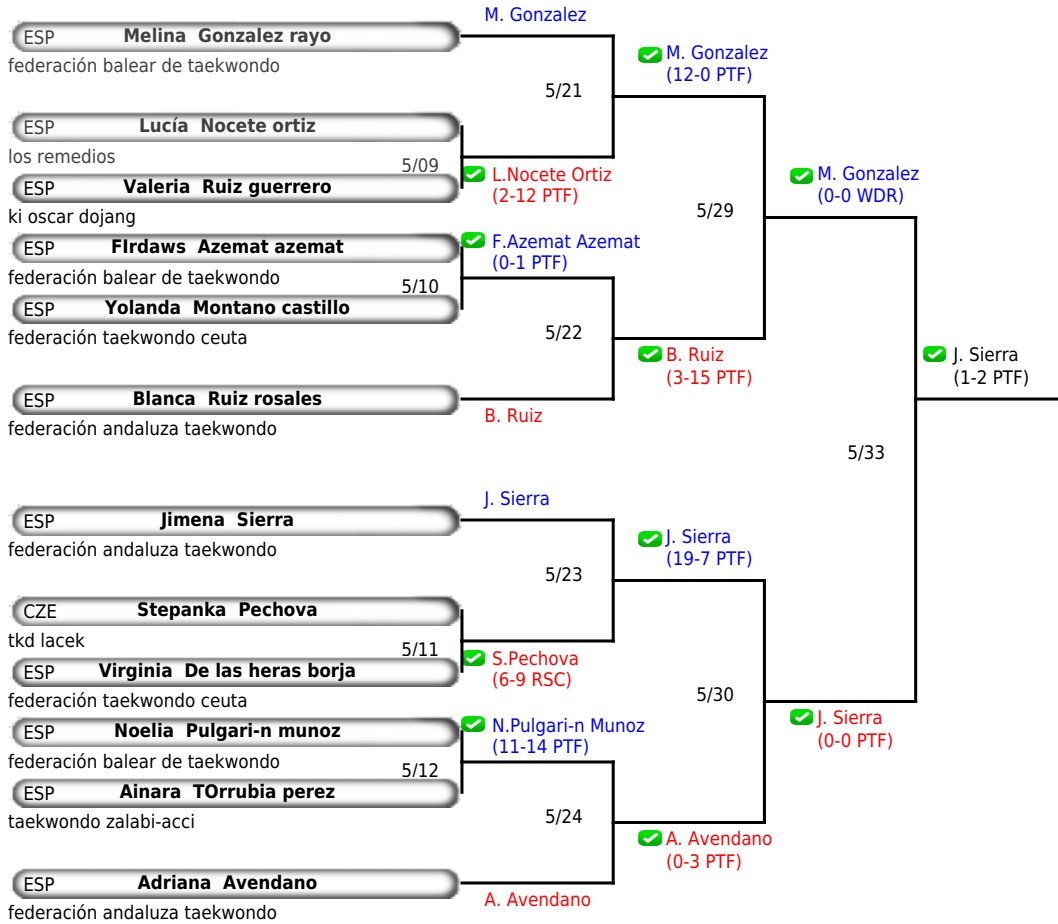 M. Gonzalez
ESP Melina Gonzalez rayo
federación balear de taekwondo
M. Gonzalez
(12-0 PTF)
5/21
ESP Lucía Nocete ortiz
los remedios
5/09
L.Nocete Ortiz
(2-12 PTF)
ESP Valeria Ruiz guerrero
ki oscar dojang
M. Gonzalez
(0-0 WDR)
5/29
ESP FIrdaws Azemat azemat
federación balear de taekwondo
F.Azemat Azemat
(0-1 PTF)
5/10
ESP Yolanda Montano castillo
federación taekwondo ceuta
5/22
B. Ruiz
(3-15 PTF)
J. Sierra
(1-2 PTF)
ESP Blanca Ruiz rosales
federación andaluza taekwondo
B. Ruiz
5/33
J. Sierra
ESP Jimena Sierra
federación andaluza taekwondo
J. Sierra
(19-7 PTF)
5/23
CZE Stepanka Pechova
tkd lacek
5/11
S.Pechova
(6-9 RSC)
ESP Virginia De las heras borja
federación taekwondo ceuta
5/30
J. Sierra
(0-0 PTF)
ESP Noelia Pulgari-n munoz
federación balear de taekwondo
N.Pulgari-n Munoz
(11-14 PTF)
5/12
ESP Ainara TOrrubia perez
taekwondo zalabi-acci
5/24
A. Avendano
(0-3 PTF)
ESP Adriana Avendano
federación andaluza taekwondo
A. Avendano